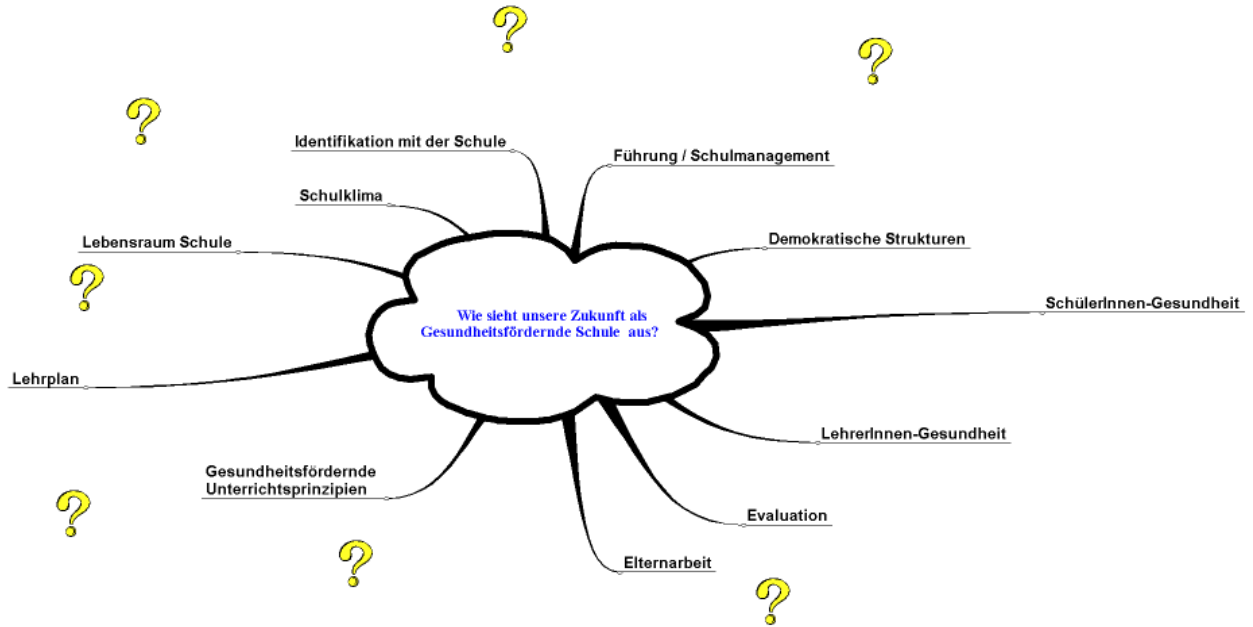 Identifikation mit der Schule
Führung / Schulmanagement
Schulklima
Lebensraum Schule
Demokratische Strukturen
SchülerInnen-Gesundheit
Wie sieht unsere Zukunft als
Gesundheitsfördernde Schule aus?
Lehrplan
LehrerInnen-Gesundheit
Gesundheitsfördernde
Unterrichtsprinzipien
Evaluation
Elternarbeit
?
?
?
?
?
?
?